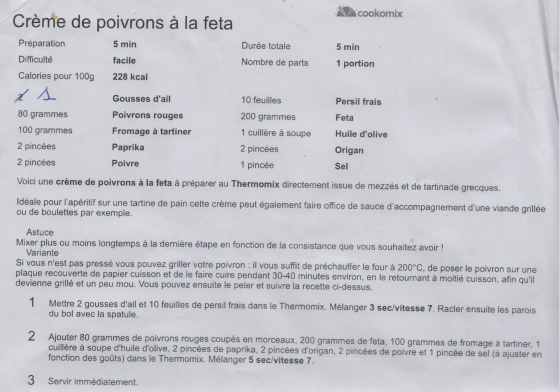 cookomix
Crème de poivrons à la feta
Préparation 5 min Durée totale 5 min
Difficulté facile Nombre de parts 1 portion
Calories pour 100g 228 kcal
1 Gousses d'ail 10 feuilles Persil frais
80 grammes Poivrons rouges 200 grammes Feta
100 grammes Fromage à tartiner 1 cuillère à soupe Huile d'olive
2 pincées Paprika 2 pincées Origan
2 pincées Poivre 1 pincée Sel
Voici une crème de poivrons à la feta à préparer au Thermomix directement issue de mezzés et de tartinade grecques.
Idéale pour l'apéritif sur une tartine de pain cette crème peut également faire office de sauce d'accompagnement d'une viande grillée
ou de boulettes par exemple.
Astuce
Mixer plus ou moins longtemps à la dernière étape en fonction de la consistance que vous souhaitez avoir !
Variante
Si vous n'est pas pressé vous pouvez griller votre poivron : il vous suffit de préchauffer le four à 200°C, de poser le poivron sur une
plaque recouverte de papier cuisson et de le faire cuire pendant 30-40 minutes environ, en le retournant à moitié cuisson, afin qu'il
devienne grillé et un peu mou. Vous pouvez ensuite le peler et suivre la recette ci-dessus.
1 Mettre 2 gousses d'ail et 10 feuilles de persil frais dans le Thermomix. Mélanger 3 sec/vitesse 7. Racler ensuite les parois
du bol avec la spatule.
2 Ajouter 80 grammes de poivrons rouges coupés en morceaux, 200 grammes de feta, 100 grammes de fromage à tartiner, 1
cuillère à soupe d'huile d'olive, 2 pincées de paprika, 2 pincées d'origan, 2 pincées de poivre et 1 pincée de sel (à ajuster en
fonction des goûts) dans le Thermomix. Mélanger 5 sec/vitesse 7.
3 Servir immédiatement.